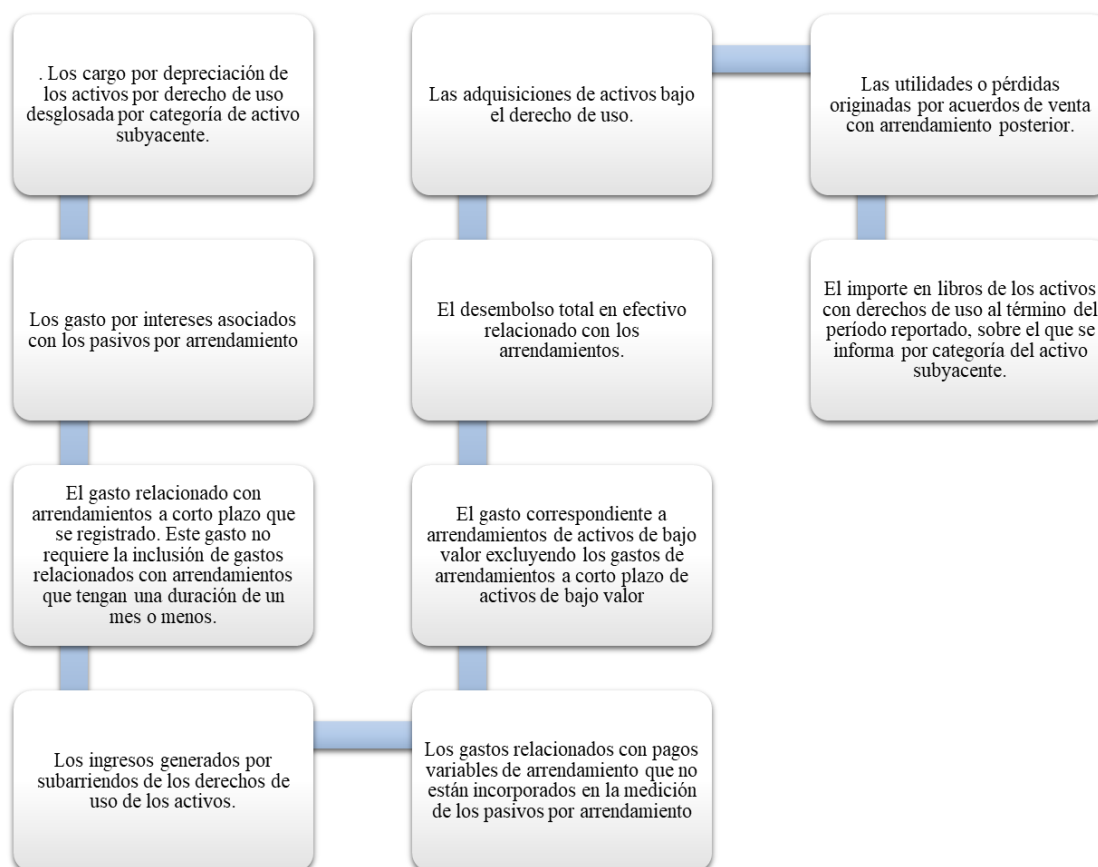 . Los cargo por depreciación de
los activos por derecho de uso
desglosada por categoría de activo
subyacente.
Los gasto por intereses asociados
con los pasivos por arrendamiento
El gasto relacionado con
arrendamientos a corto plazo que
se registrado. Este gasto no
requiere la inclusión de gastos
relacionados con arrendamientos
que tengan una duración de un
mes o menos.
Los ingresos generados por
subarriendos de los derechos de
uso de los activos.
Los gastos relacionados con pagos
variables de arrendamiento que no
están incorporados en la medición
de los pasivos por arrendamiento
El gasto correspondiente a
arrendamientos de activos de bajo
valor excluyendo los gastos de
arrendamientos a corto plazo de
activos de bajo valor
El desembolso total en efectivo
relacionado con los
arrendamientos.
Las adquisiciones de activos bajo
el derecho de uso.
Las utilidades o pérdidas
originadas por acuerdos de venta
con arrendamiento posterior.
El importe en libros de los activos
con derechos de uso al término del
período reportado, sobre el que se
informa por categoría del activo
subyacente.